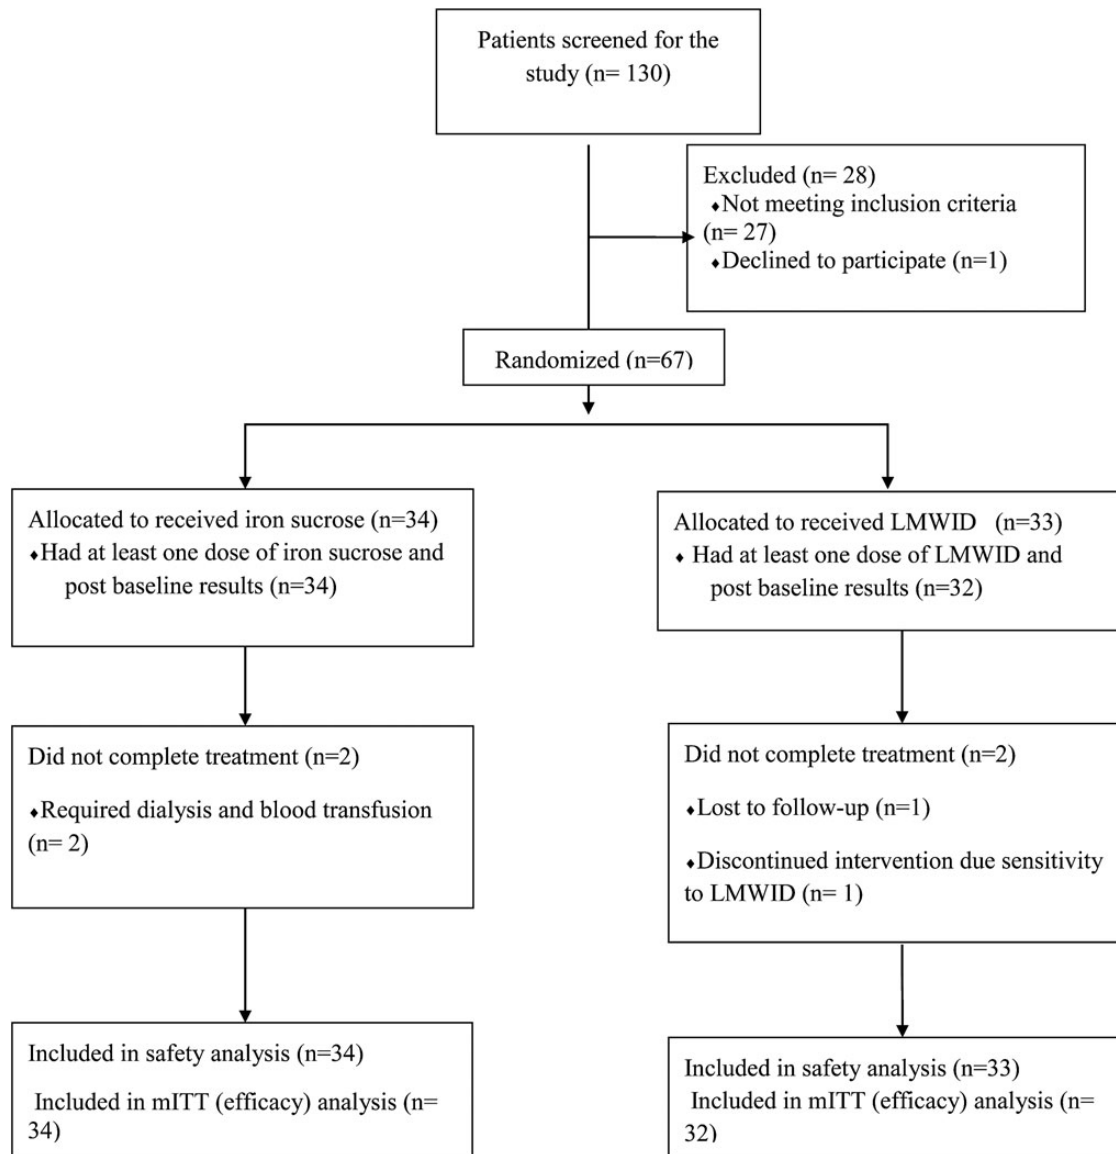 Patients screened for the
study (n= 130)
Excluded (n= 28)
⬧Not meeting inclusion criteria
(n= 27)
⬧Declined to participate (n=1)
Randomized (n=67)
Allocated to received iron sucrose (n=34)
⬧Had at least one dose of iron sucrose and
post baseline results (n=34)
Did not complete treatment (n=2)
⬧Required dialysis and blood transfusion
(n= 2)
Included in safety analysis (n=34)
Included in mITT (efficacy) analysis (n=
34)
Allocated to received LMWID (n=33)
⬧ Had at least one dose of LMWID and
post baseline results (n=32)
Did not complete treatment (n=2)
⬧Lost to follow-up (n=1)
⬧Discontinued intervention due sensitivity
to LMWID (n= 1)
Included in safety analysis (n=33)
Included in mITT (efficacy) analysis (n=
32)